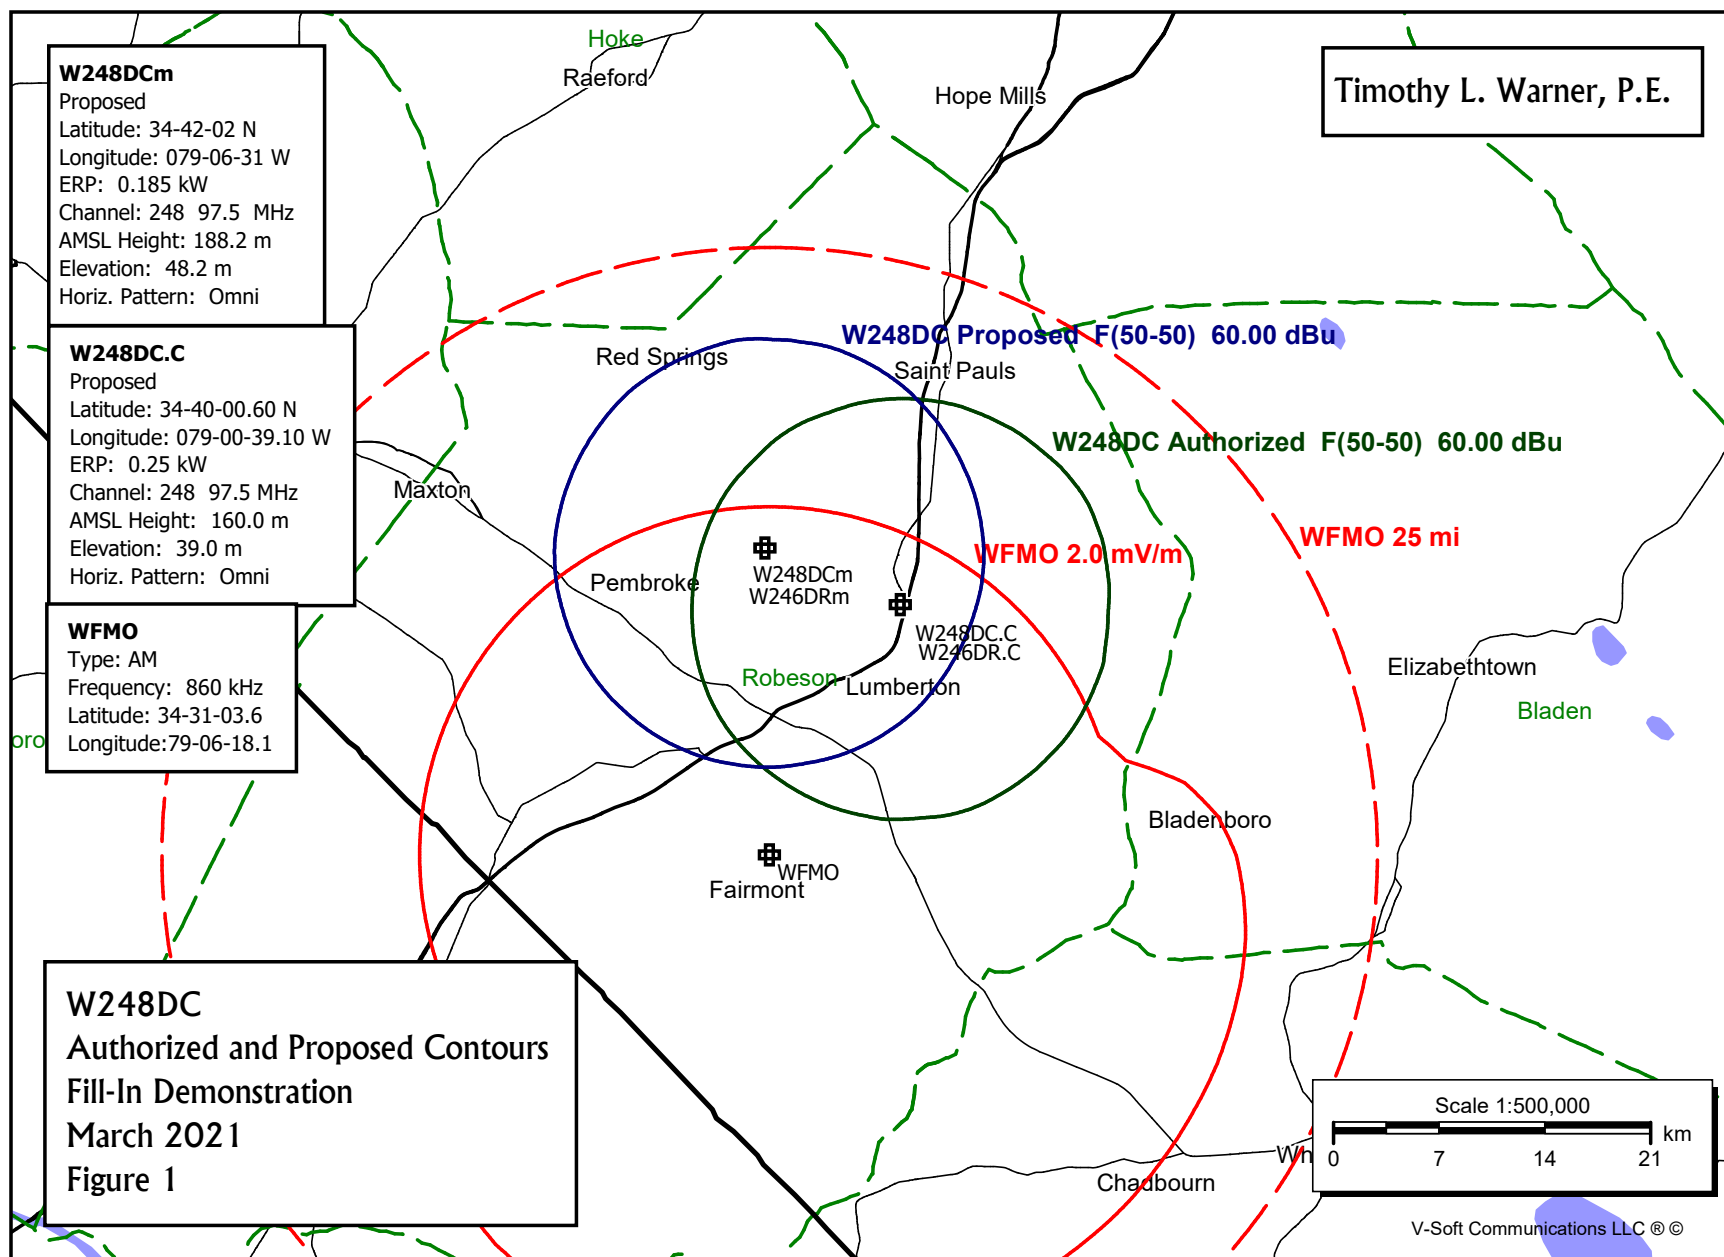 W248DCm
Proposed
Latitude: 34-42-02 N
Longitude: 079-06-31 W
ERP: 0.185 kW
Channel: 248 97.5 MHz
AMSL Height: 188.2 m
Elevation: 48.2 m
Horiz. Pattern: Omni
W248DC.C
Proposed
Latitude: 34-40-00.60 N
Longitude: 079-00-39.10 W
ERP: 0.25 kW
Channel: 248 97.5 MHz
AMSL Height: 160.0 m
Elevation: 39.0 m
Horiz. Pattern: Omni
WFMO
Type: AM
Frequency: 860 kHz
Latitude: 34-31-03.6
Longitude:79-06-18.1
Timothy L. Warner, P.E.
Hoke
Raeford
Hope Mills
W248DC Proposed F(50-50) 60.00 dBu
Red Springs
Saint Pauls
W248DC Authorized F(50-50) 60.00 dBu
Maxton
WFMO 25 mi
WFMO 2.0 mV/m
Pembroke
W248DCm
W246DRm
W248DC.C
W246DR.C
Robeson
Lumberton
Elizabethtown
Bladen
oro
Bladenboro
WFMO
Fairmont
Chadbourn
Wh
W248DC
Authorized and Proposed Contours
Fill-In Demonstration
March 2021
Figure 1
Scale 1:500,000
km
0 7 14 21
V-Soft Communications LLC ® ©